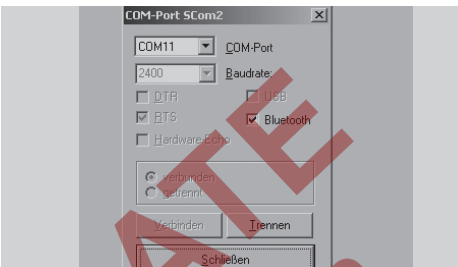 COM-Port SCom2
COM11 COM-Port
2400 Baudrate:
DTR USB
RTS Bluetooth
Hardware Echo
verbunden
getrennt
Verbinden Trennen
Schließen
ATE